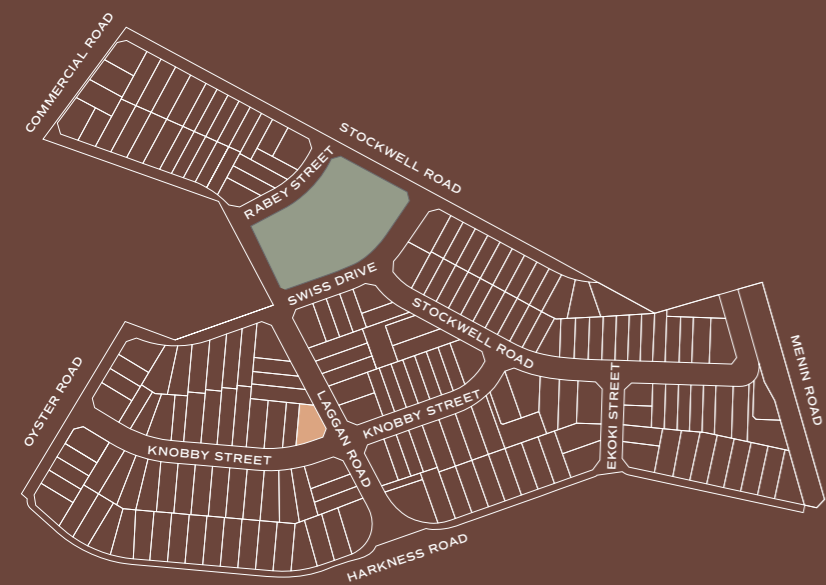 COMMERCIAL ROAD
STOCKWELL ROAD
RABEY STREET
SWISS DRIVE
STOCKWELL ROAD
MENIN ROAD
OYSTER ROAD
LAGGAN ROAD
KNOBBY STREET
EKOKI STREET
KNOBBY STREET
HARKNESS ROAD